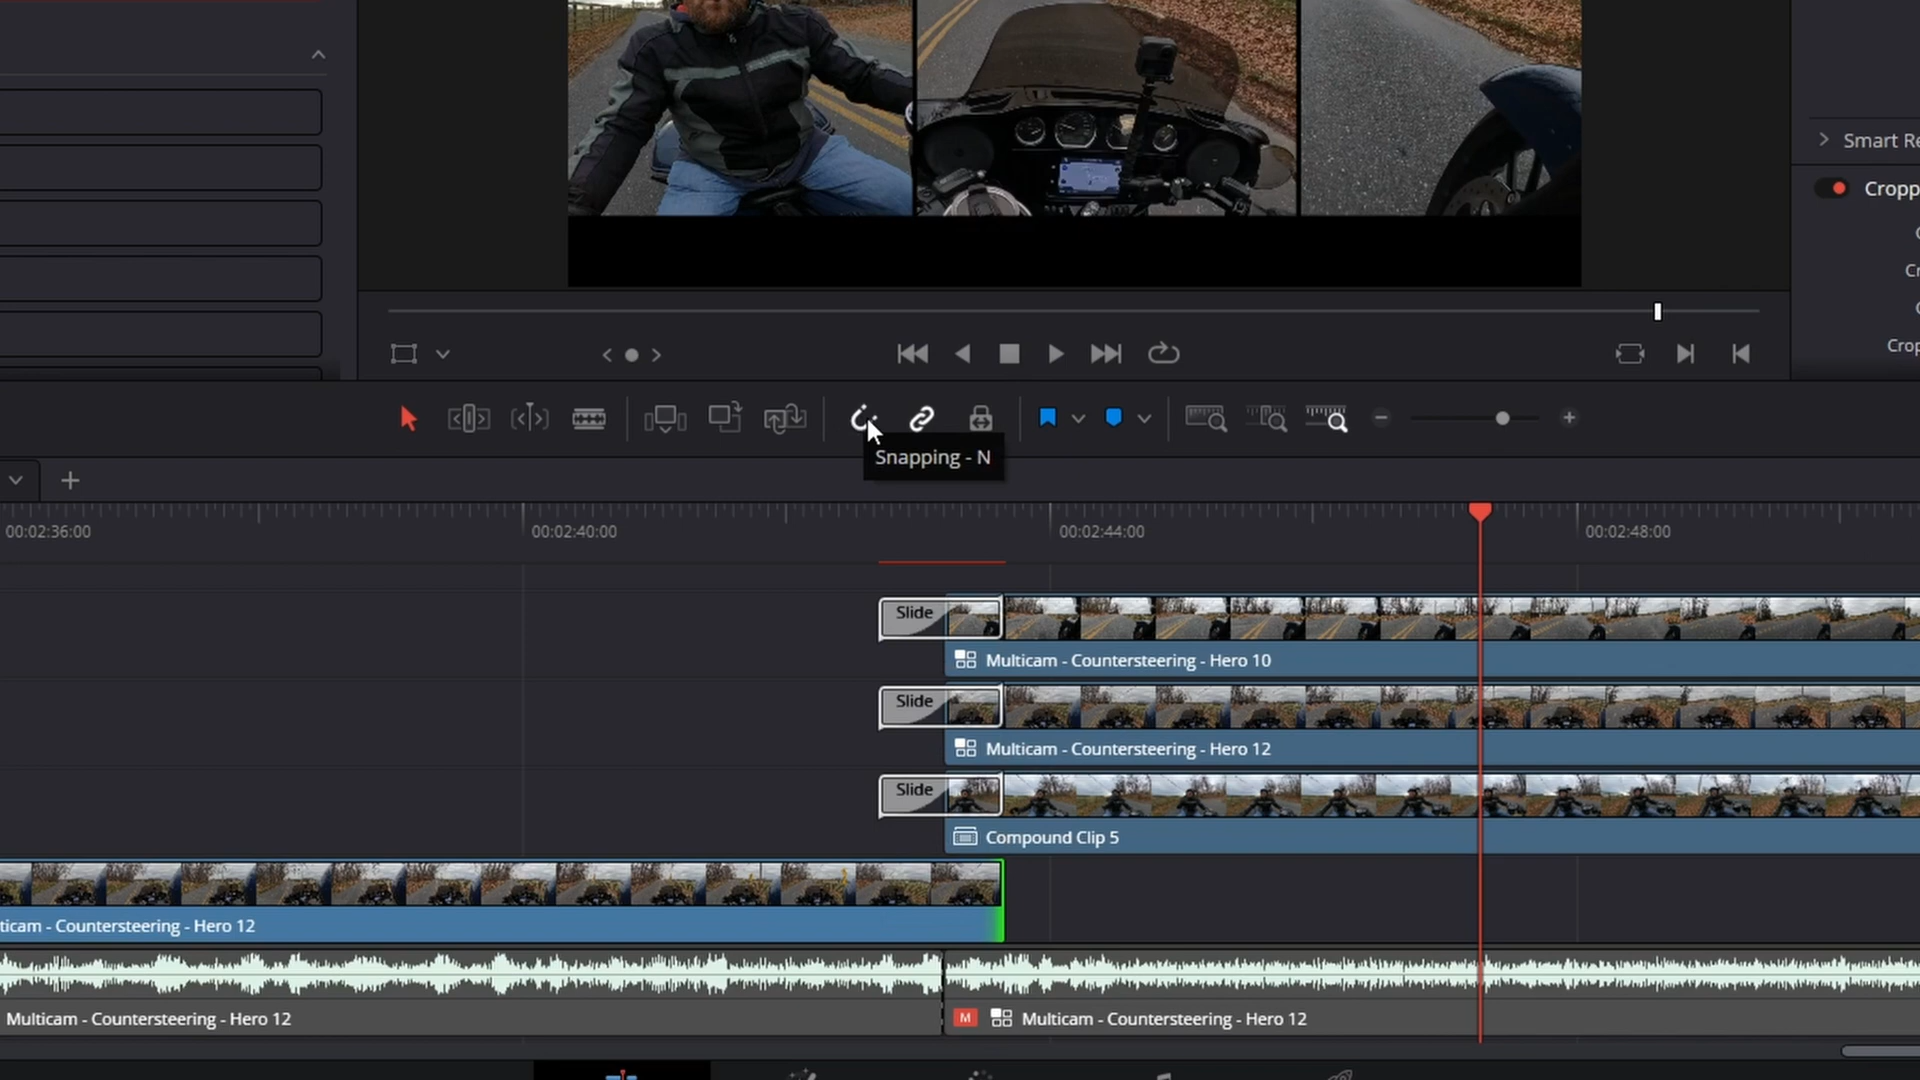 Smart Re
Cropp
C
Cr
C
Crop
Snapping - N
00:02:36:00
00:02:40:00
00:02:44:00
00:02:48:00
Slide
Multicam - Countersteering - Hero 10
Slide
Multicam - Countersteering - Hero 12
Slide
Compound Clip 5
ticam - Countersteering - Hero 12
Multicam - Countersteering - Hero 12
M Multicam - Countersteering - Hero 12